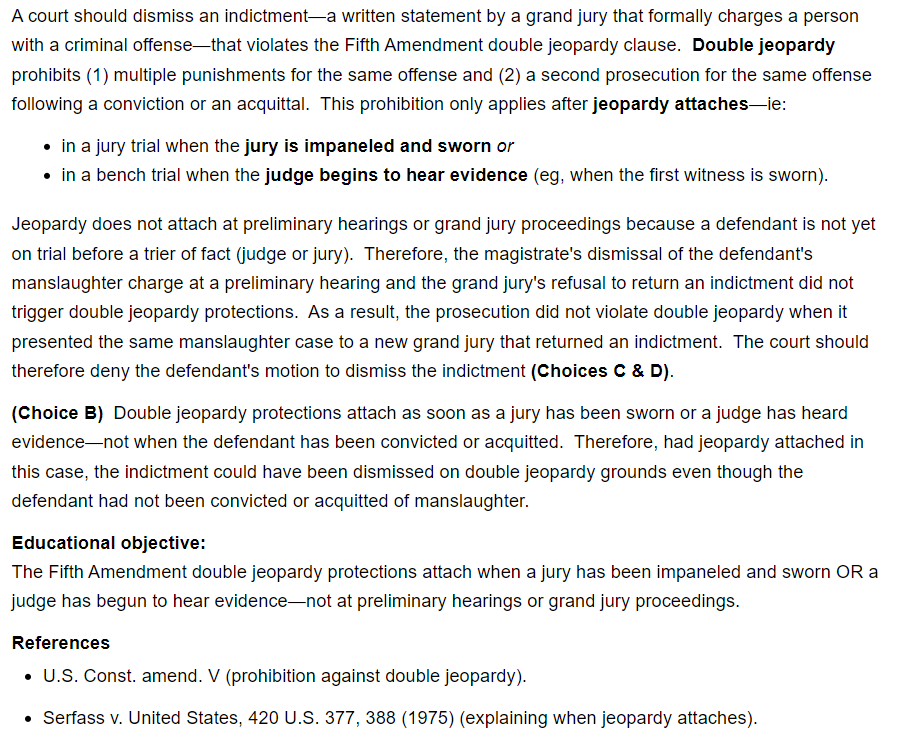 A court should dismiss an indictment—a written statement by a grand jury that formally charges a person
with a criminal offense—that violates the Fifth Amendment double jeopardy clause.  Double jeopardy
prohibits (1) multiple punishments for the same offense and (2) a second prosecution for the same offense
following a conviction or an acquittal.  This prohibition only applies after jeopardy attaches—ie:
• in a jury trial when the jury is impaneled and sworn or
• in a bench trial when the judge begins to hear evidence (eg, when the first witness is sworn).
Jeopardy does not attach at preliminary hearings or grand jury proceedings because a defendant is not yet
on trial before a trier of fact (judge or jury).  Therefore, the magistrate's dismissal of the defendant's
manslaughter charge at a preliminary hearing and the grand jury's refusal to return an indictment did not
trigger double jeopardy protections.  As a result, the prosecution did not violate double jeopardy when it
presented the same manslaughter case to a new grand jury that returned an indictment.  The court should
therefore deny the defendant's motion to dismiss the indictment (Choices C & D).
(Choice B)  Double jeopardy protections attach as soon as a jury has been sworn or a judge has heard
evidence—not when the defendant has been convicted or acquitted.  Therefore, had jeopardy attached in
this case, the indictment could have been dismissed on double jeopardy grounds even though the
defendant had not been convicted or acquitted of manslaughter.
Educational objective:
The Fifth Amendment double jeopardy protections attach when a jury has been impaneled and sworn OR a
judge has begun to hear evidence—not at preliminary hearings or grand jury proceedings.
References
• U.S. Const. amend. V (prohibition against double jeopardy).
• Serfass v. United States, 420 U.S. 377, 388 (1975) (explaining when jeopardy attaches).